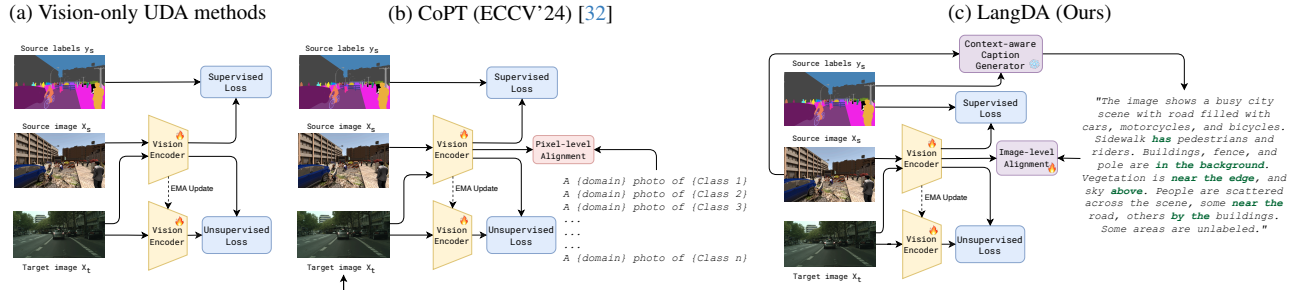 (a) Vision-only UDA methods
Source labels y_s
Supervised
Loss
Source image X_s
Vision
Encoder
EMA Update
Vision
Encoder
Unsupervised
Loss
Target image X_t
(b) CoPT (ECCV'24) [32]
Source labels y_s
Supervised
Loss
Source image X_s
Vision
Encoder
Pixel-level
Alignment
EMA Update
A {domain} photo of {Class 1}
A {domain} photo of {Class 2}
A {domain} photo of {Class 3}
...
...
...
A {domain} photo of {Class n}
Vision
Encoder
Unsupervised
Loss
Target image X_t
(c) LangDA (Ours)
Context-aware
Caption
Generator
Source labels y_s
Supervised
Loss
Source image X_s
Vision
Encoder
Image-level
Alignment
EMA Update
Vision
Encoder
Unsupervised
Loss
Target image X_t
"The image shows a busy city
scene with road filled with
cars, motorcycles, and bicycles.
Sidewalk has pedestrians and
riders. Buildings, fence, and
pole are in the background.
Vegetation is near the edge, and
sky above. People are scattered
across the scene, some near the
road, others by the buildings.
Some areas are unlabeled."